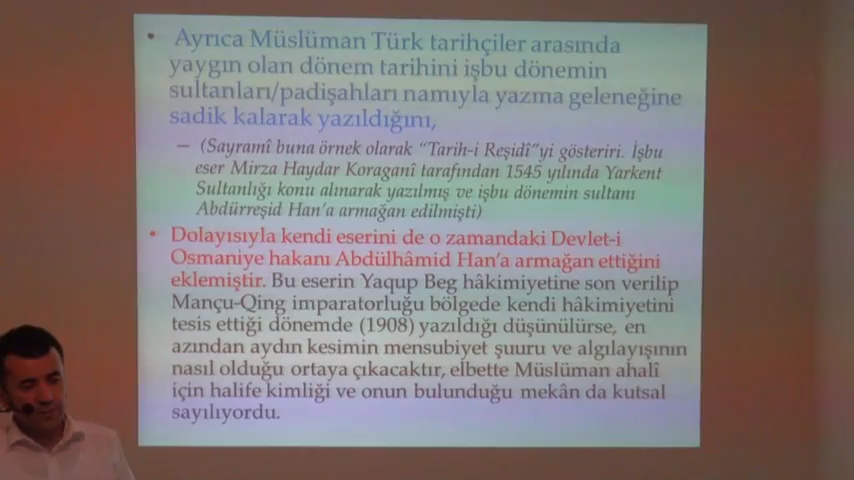 • Ayrıca Müslüman Türk tarihçiler arasında
yaygın olan dönem tarihini işbu dönemin
sultanları/padişahları namıyla yazma geleneğine
sadik kalarak yazıldığını,
– (Sayramî buna örnek olarak “Tarih-i Reşidî”yi gösteriri. İşbu
eser Mirza Haydar Koraganî tarafından 1545 yılında Yarkent
Sultanlığı konu alınarak yazılmış ve işbu dönemin sultanı
Abdürreşid Han’a armağan edilmişti)
• Dolayısıyla kendi eserini de o zamandaki Devlet-i
Osmaniye hakanı Abdülhâmid Han’a armağan ettiğini
eklemiştir. Bu eserin Yaqup Beg hâkimiyetine son verilip
Mançu-Qing imparatorluğu bölgede kendi hâkimiyetini
tesis ettiği dönemde (1908) yazıldığı düşünülürse, en
azından aydın kesimin mensubiyet şuuru ve algılayışının
nasıl olduğu ortaya çıkacaktır, elbette Müslüman ahalî
için halife kimliği ve onun bulunduğu mekân da kutsal
sayılıyordu.